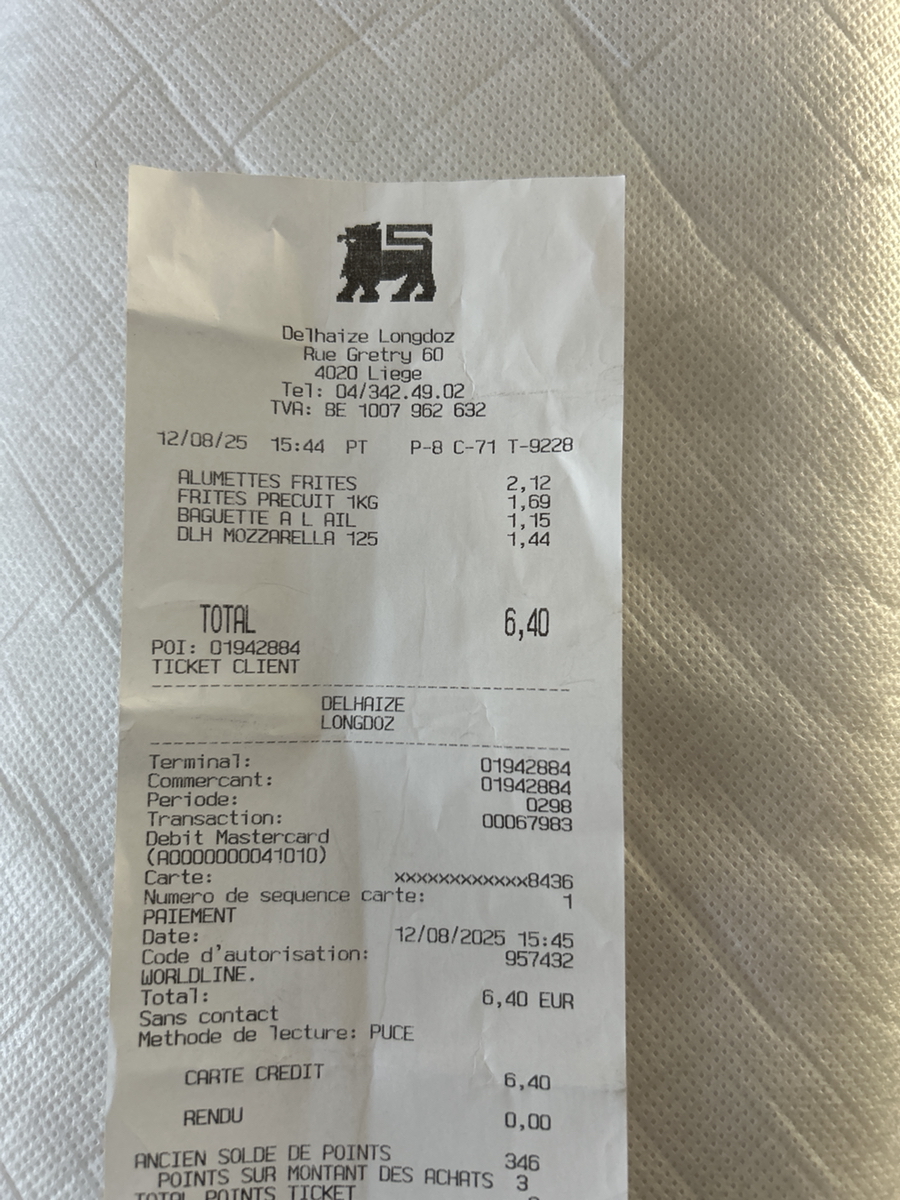 Delhaize Longdoz
Rue Gretry 60
4020 Liege
Tel: 04/342.49.02
TVA: BE 1007 962 632
12/08/25 15:44 PT P-8 C-71 T-9228
ALUMETTES FRITES 2,12
FRITES PRECUIT 1KG 1,69
BAGUETTE A L AIL 1,15
DLH MOZZARELLA 125 1,44
TOTAL 6,40
POI: 01942884
TICKET CLIENT
DELHAIZE
LONGDOZ
Terminal: 01942884
Commercant: 01942884
Periode: 0298
Transaction: 00067983
Debit Mastercard
(A0000000041010)
Carte: xxxxxxxxxxxx8436
Numero de sequence carte: 1
PAIEMENT
Date: 12/08/2025 15:45
Code d'autorisation: 957432
WORLDLINE.
Total: 6,40 EUR
Sans contact
Methode de lecture: PUCE
CARTE CREDIT 6,40
RENDU 0,00
ANCIEN SOLDE DE POINTS 346
POINTS SUR MONTANT DES ACHATS 3
TOTAL POINTS TICKET